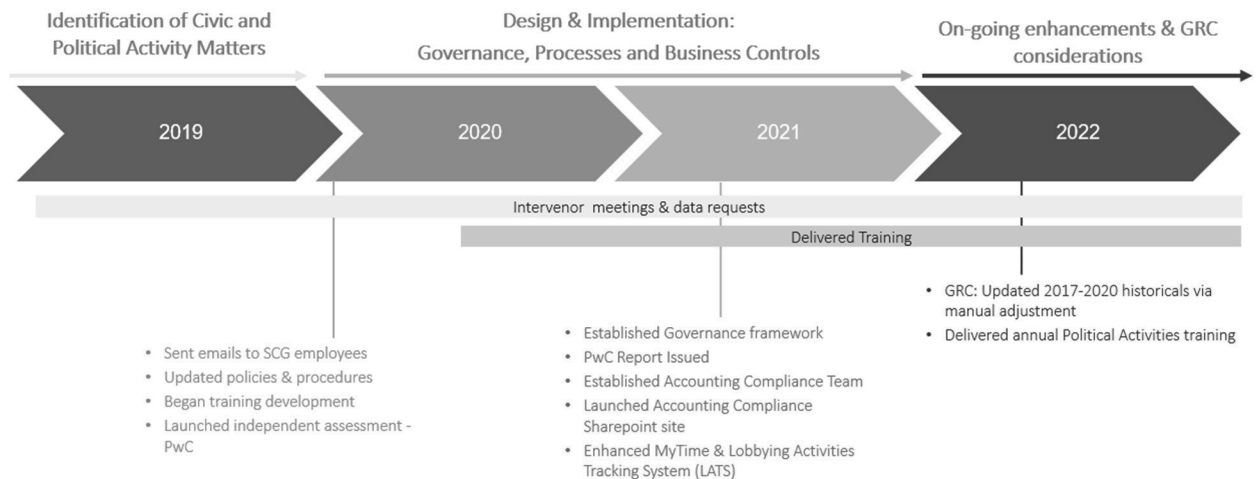 Identification of Civic and
Political Activity Matters
Design & Implementation:
Governance, Processes and Business Controls
On-going enhancements & GRC
considerations
2019
2020
2021
2022
Intervenor meetings & data requests
Delivered Training
• Sent emails to SCG employees
• Updated policies & procedures
• Began training development
• Launched independent assessment -
PwC
• Established Governance framework
• PwC Report Issued
• Established Accounting Compliance Team
• Launched Accounting Compliance
Sharepoint site
• Enhanced MyTime & Lobbying Activities
Tracking System (LATS)
• GRC: Updated 2017-2020 historicals via
manual adjustment
• Delivered annual Political Activities training